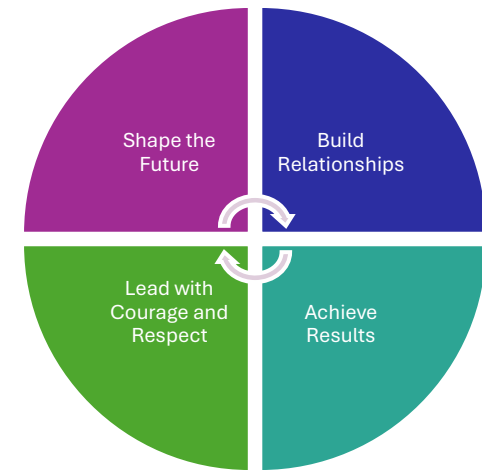 Shape the
Future
Build
Relationships
Lead with
Courage and
Respect
Achieve
Results